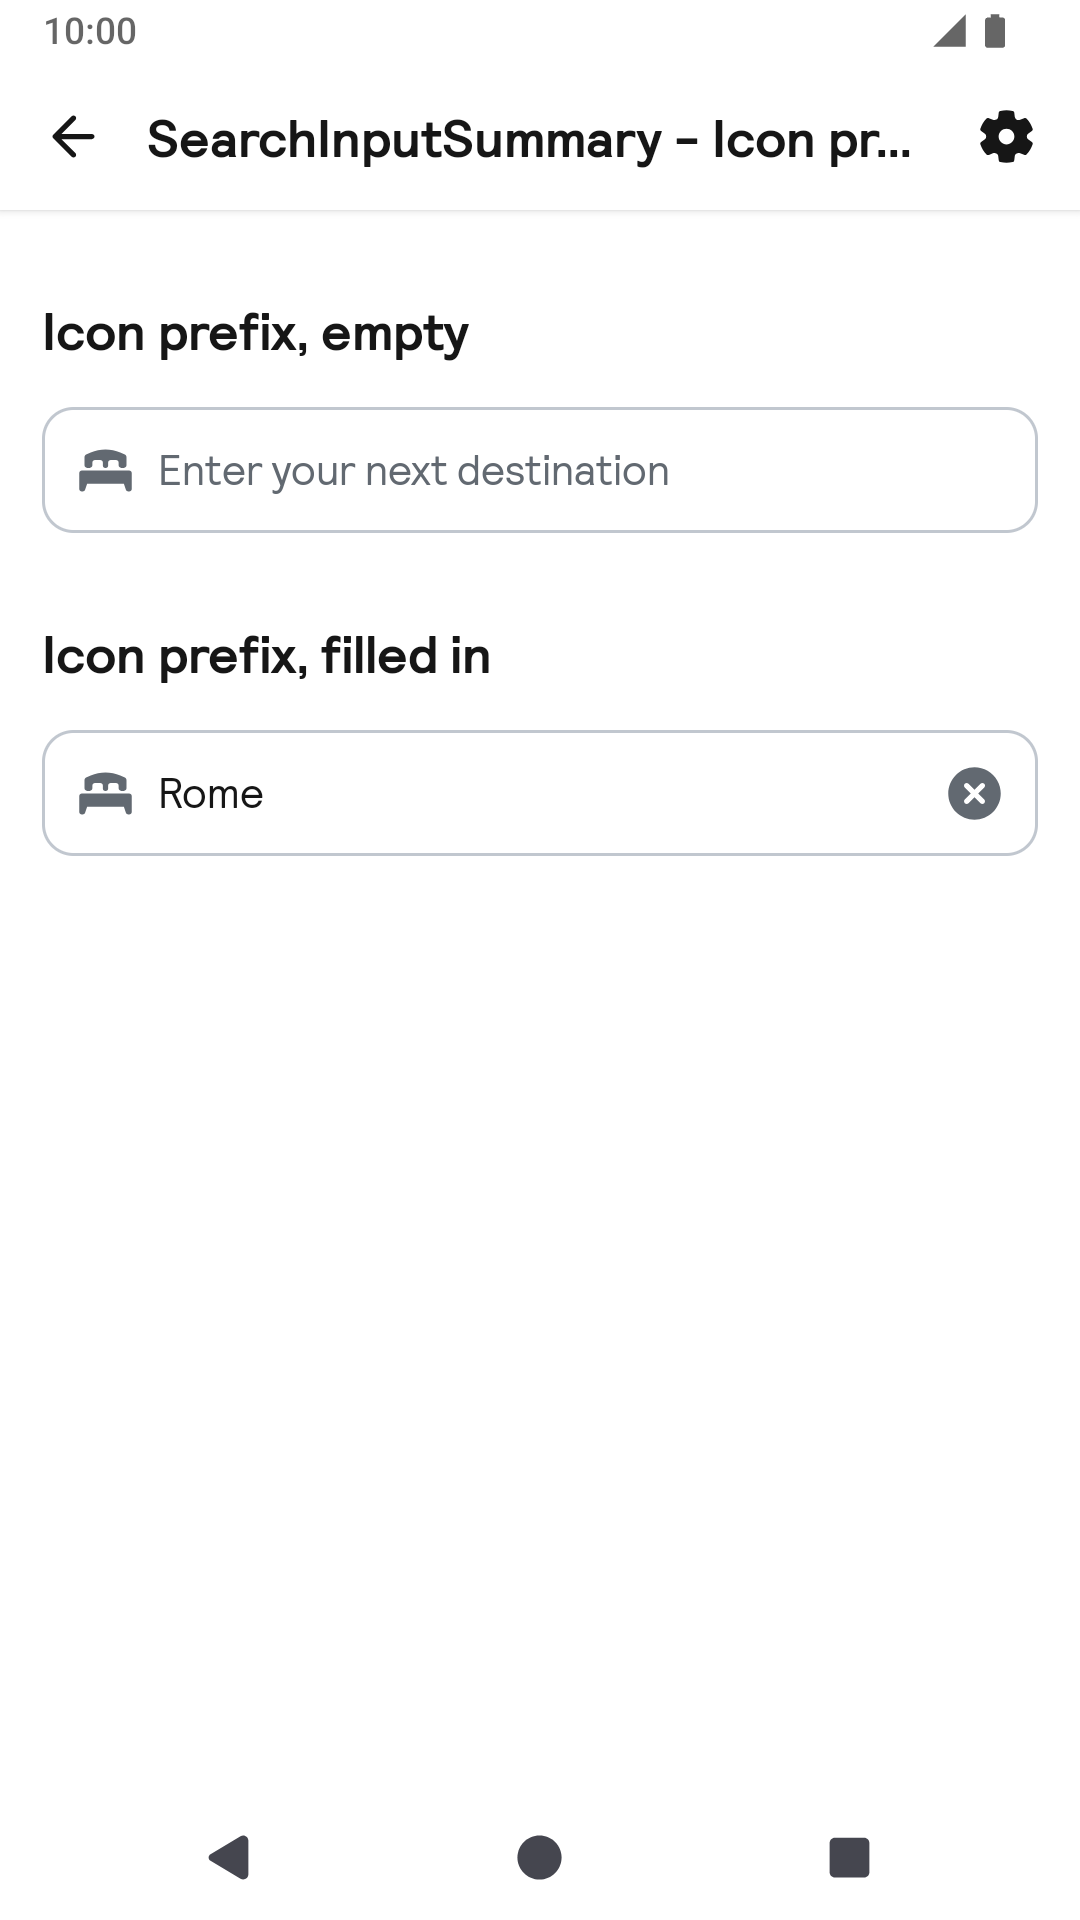 10:00
SearchInputSummary - Icon pr...
Icon prefix, empty
Enter your next destination
Icon prefix, filled in
Rome